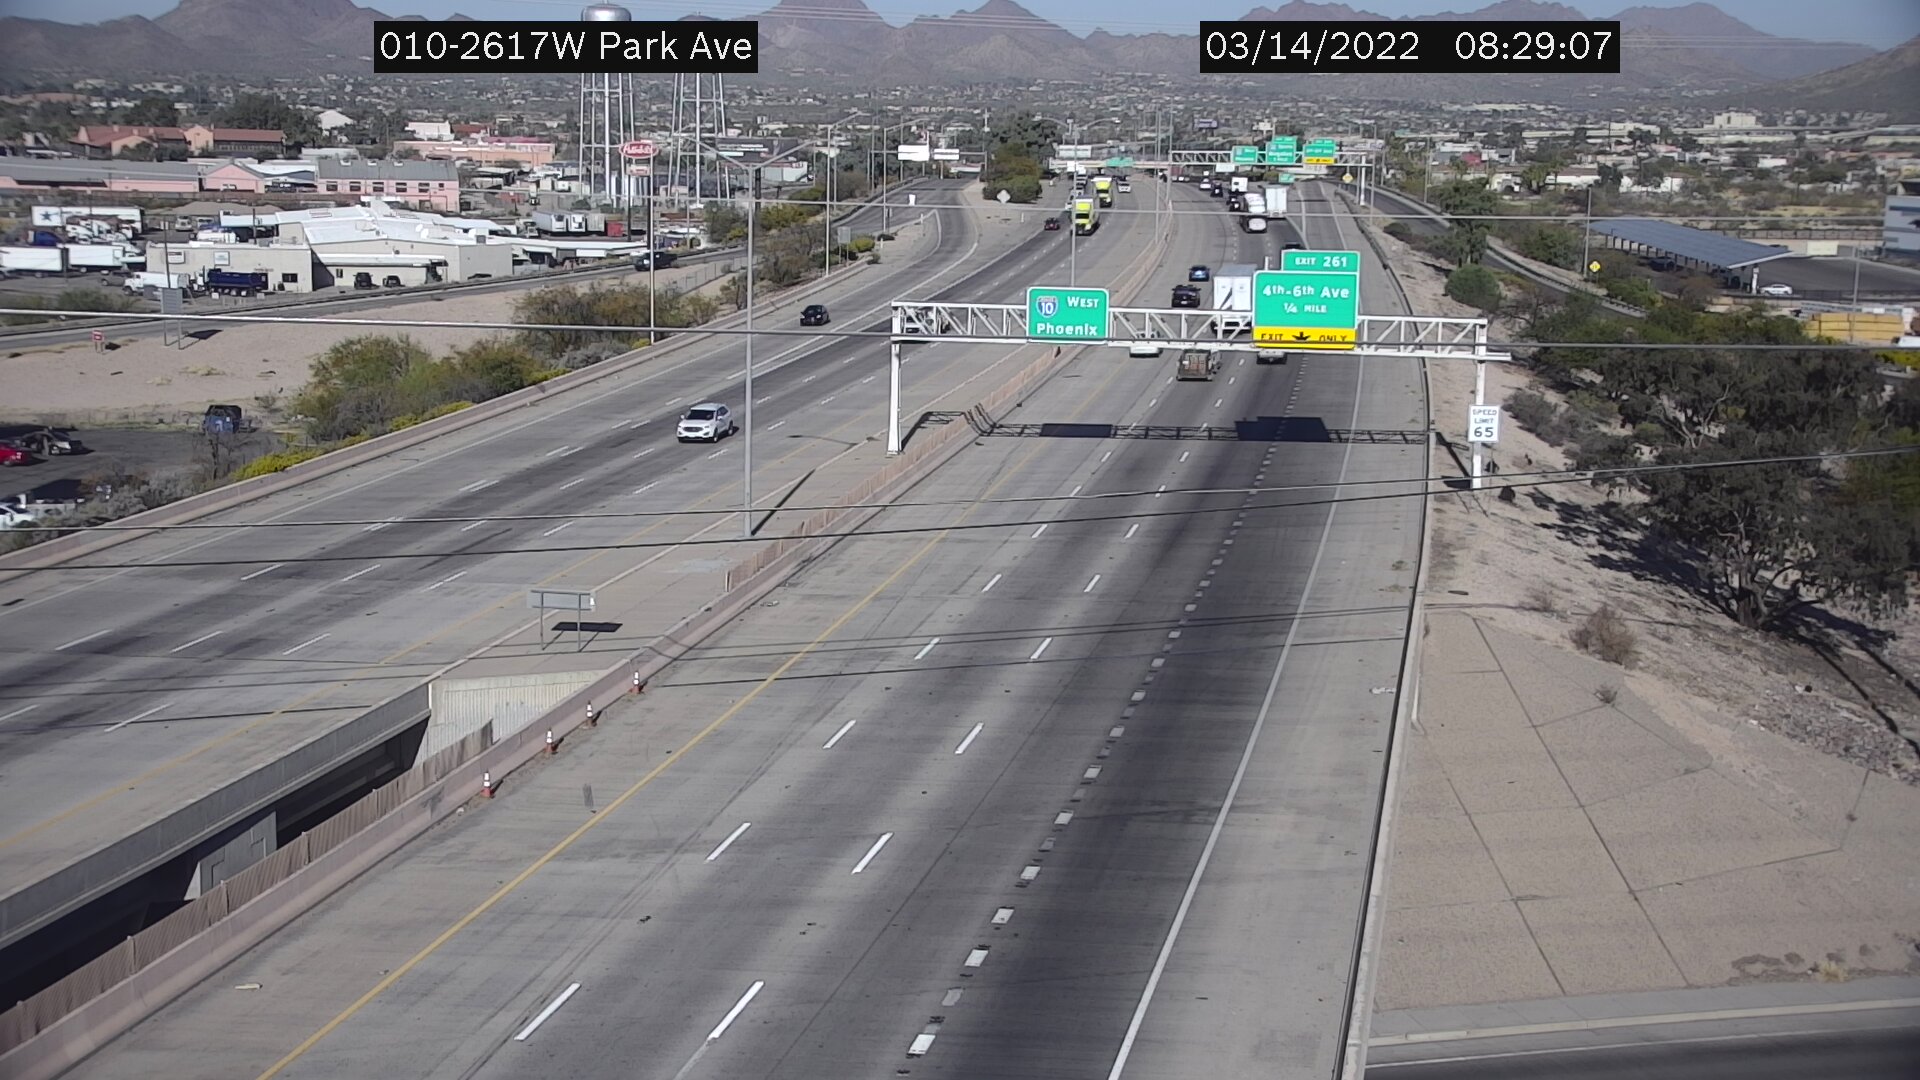 010-2617W Park Ave
03/14/2022 08:29:07
EXIT 261
4th-6th Ave
1/4 MILE
EXIT ONLY
10 WEST
Phoenix
SPEED
LIMIT
65